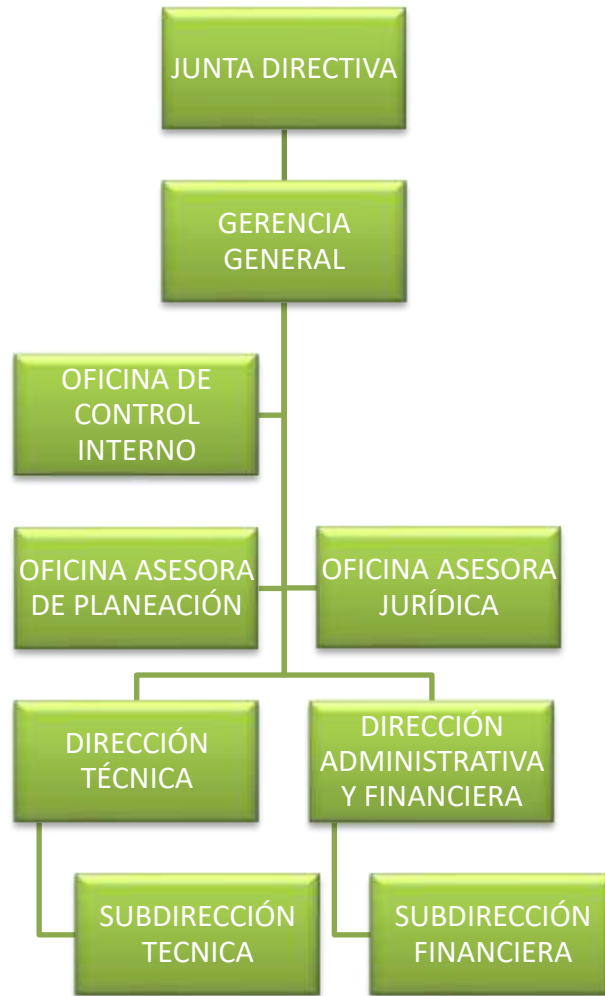 JUNTA DIRECTIVA
GERENCIA
GENERAL
OFICINA DE
CONTROL
INTERNO
OFICINA ASESORA
DE PLANEACIÓN
OFICINA ASESORA
JURÍDICA
DIRECCIÓN
TÉCNICA
DIRECCIÓN
ADMINISTRATIVA
Y FINANCIERA
SUBDIRECCIÓN
TECNICA
SUBDIRECCIÓN
FINANCIERA